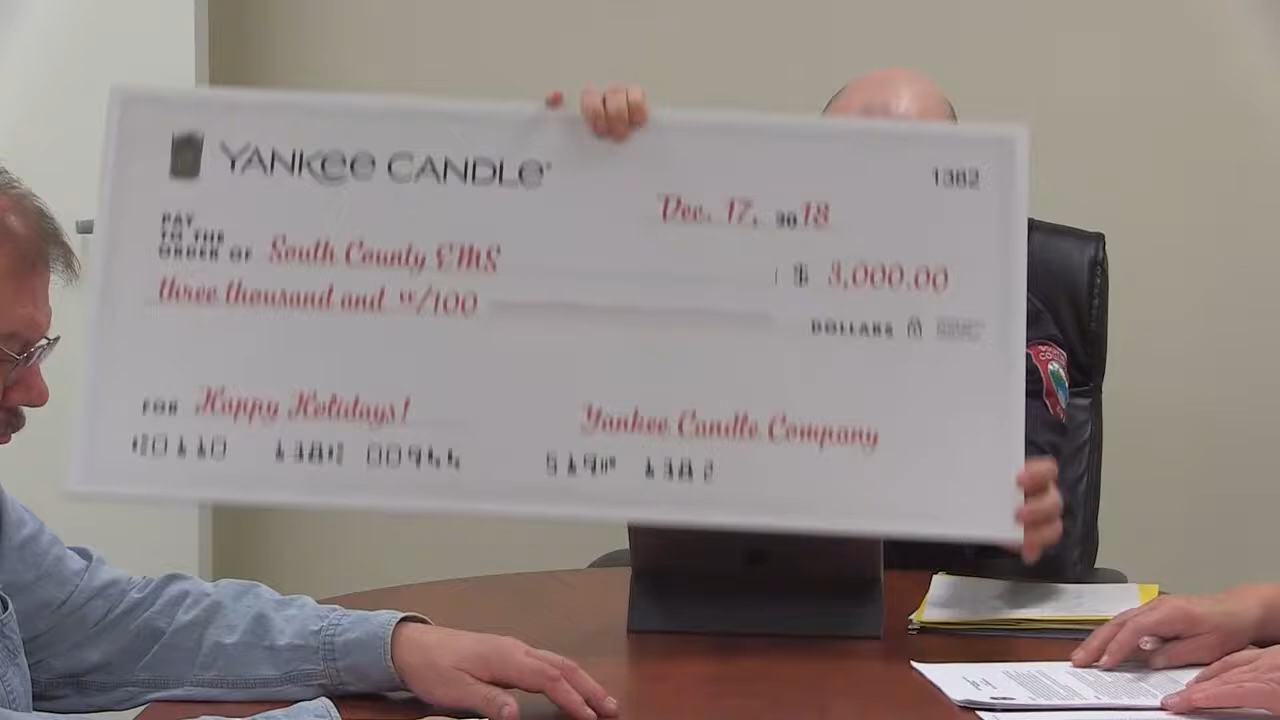 YANKEE CANDLE
1382
Dec. 17, 2018
PAY
TO THE
ORDER OF South County EMS
$ 3,000.00
three thousand and xx/100
DOLLARS
FOR Happy Holidays!
Yankee Candle Company